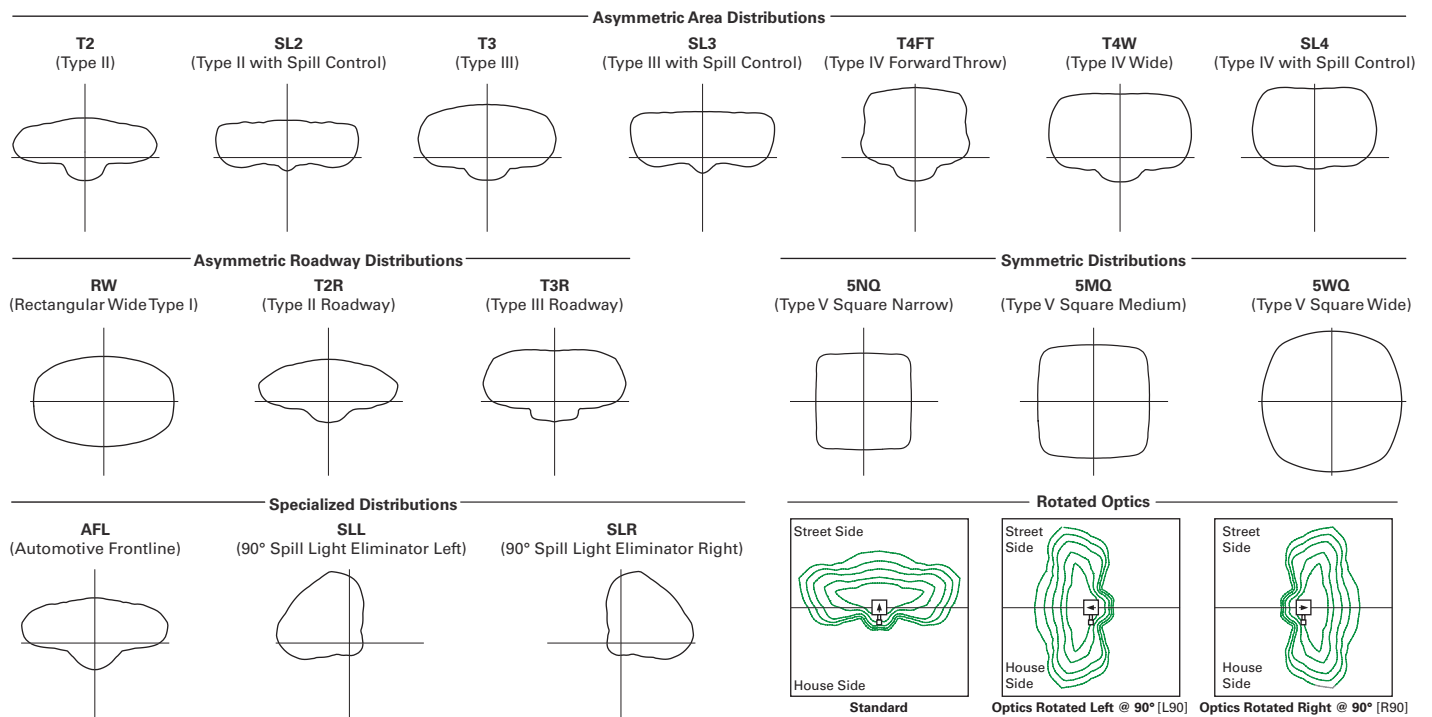 Asymmetric Area Distributions
T2
(Type II)
SL2
(Type II with Spill Control)
T3
(Type III)
SL3
(Type III with Spill Control)
T4FT
(Type IV Forward Throw)
T4W
(Type IV Wide)
SL4
(Type IV with Spill Control)
Asymmetric Roadway Distributions
RW
(Rectangular Wide Type I)
T2R
(Type II Roadway)
T3R
(Type III Roadway)
Symmetric Distributions
5NQ
(Type V Square Narrow)
5MQ
(Type V Square Medium)
5WQ
(Type V Square Wide)
Specialized Distributions
AFL
(Automotive Frontline)
SLL
(90° Spill Light Eliminator Left)
SLR
(90° Spill Light Eliminator Right)
Rotated Optics
Street Side
House Side
Standard
Street
Side
House
Side
Optics Rotated Left @ 90° [L90]
Street
Side
House
Side
Optics Rotated Right @ 90° [R90]